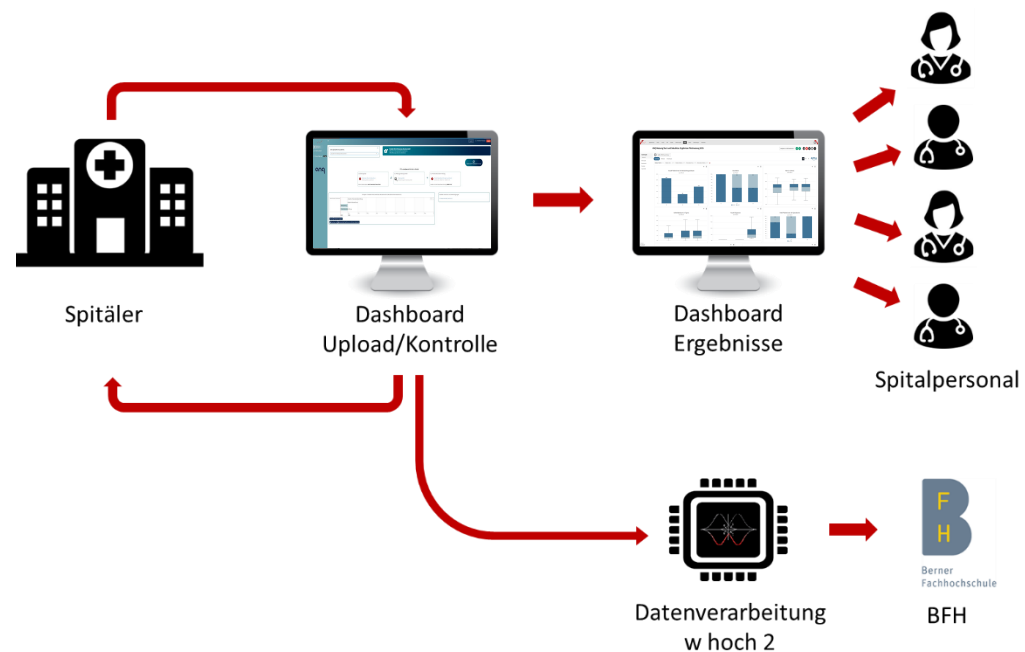 Spitäler
Dashboard
Upload/Kontrolle
Dashboard
Ergebnisse
Spitalpersonal
F
H
Berner
Fachhochschule
Datenverarbeitung
w hoch 2
BFH